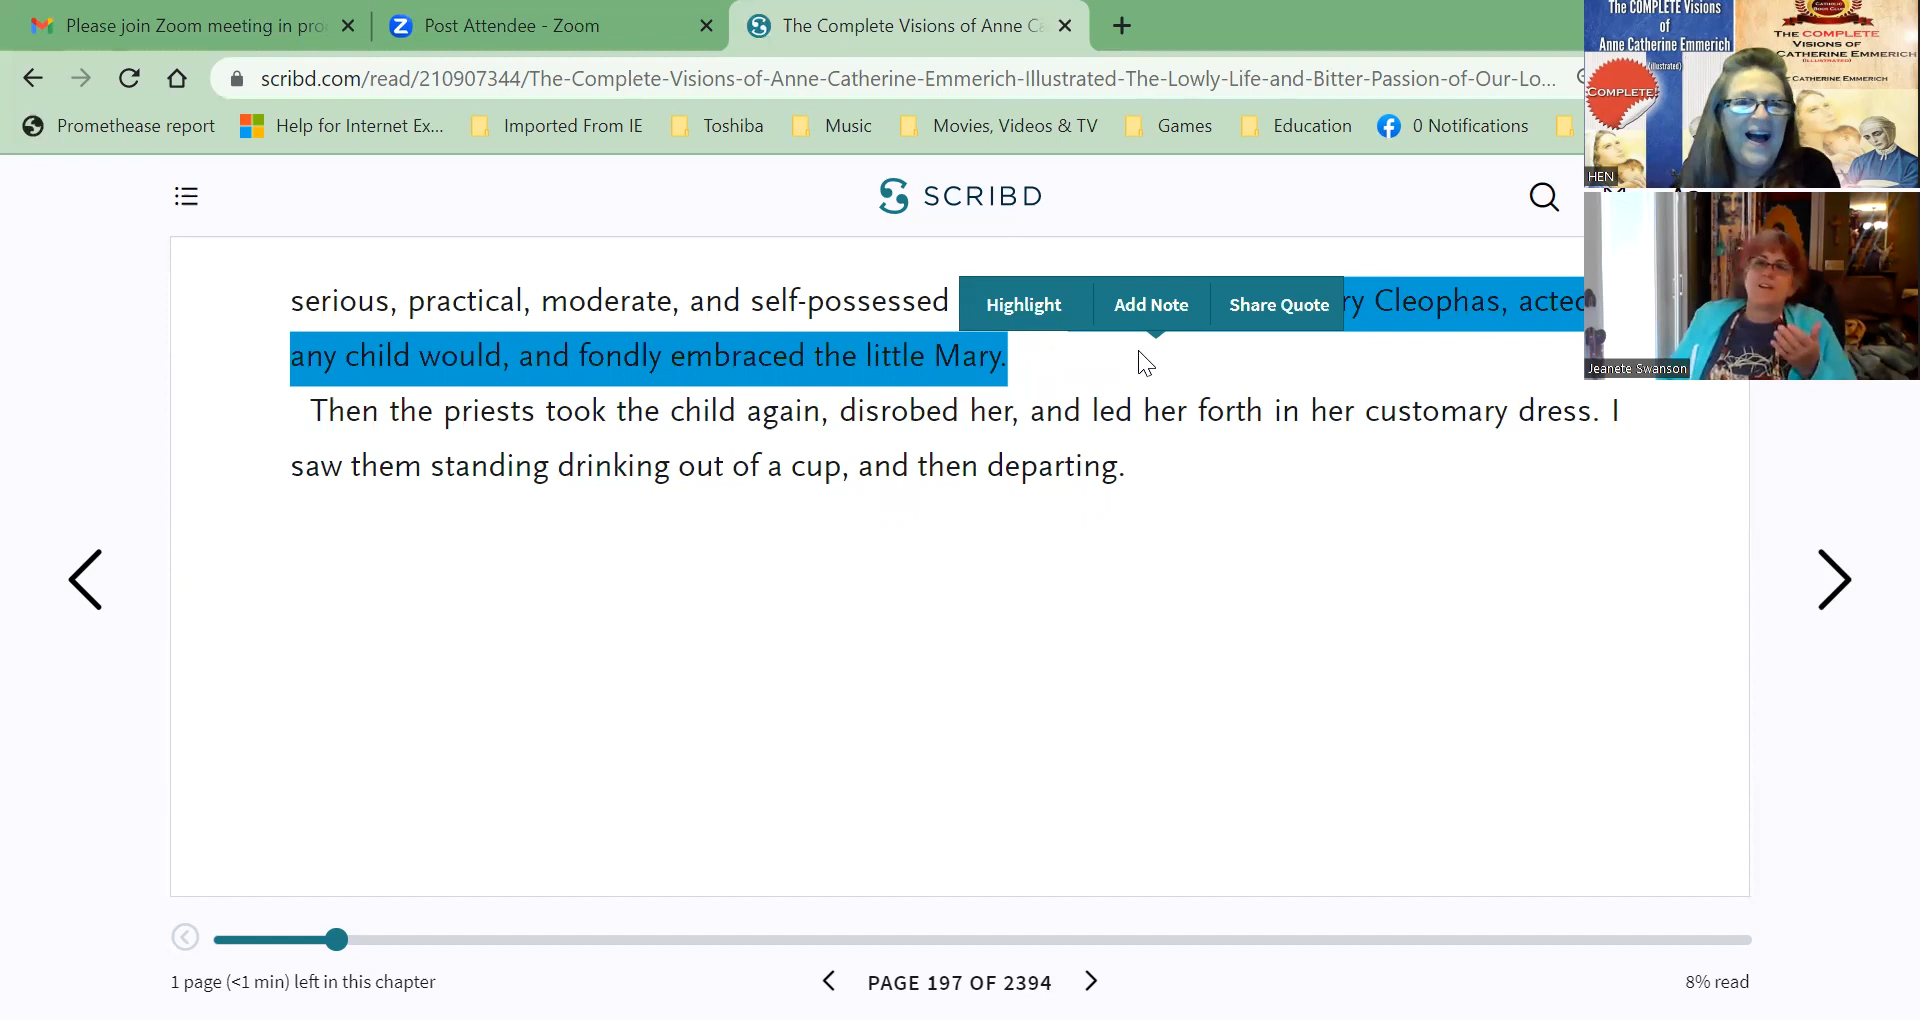 Please join Zoom meeting in pro
Post Attendee - Zoom
The Complete Visions of Anne Ca
scribd.com/read/210907344/The-Complete-Visions-of-Anne-Catherine-Emmerich-Illustrated-The-Lowly-Life-and-Bitter-Passion-of-Our-Lo...
Promethease report
Help for Internet Ex...
Imported From IE
Toshiba
Music
Movies, Videos & TV
Games
Education
0 Notifications
The COMPLETE Visions
of
Anne Catherine Emmerich
(illustrated)
COMPLETE!
THE COMPLETE
VISIONS OF
CATHERINE EMMERICH
(ILLUSTRATED)
CATHERINE EMMERICH
HEN
Jeanete Swanson
SCRIBD
serious, practical, moderate, and self-possessed ry Cleophas, acted
Highlight
Add Note
Share Quote
any child would, and fondly embraced the little Mary.
Then the priests took the child again, disrobed her, and led her forth in her customary dress. I
saw them standing drinking out of a cup, and then departing.
1 page (<1 min) left in this chapter
PAGE 197 OF 2394
8% read